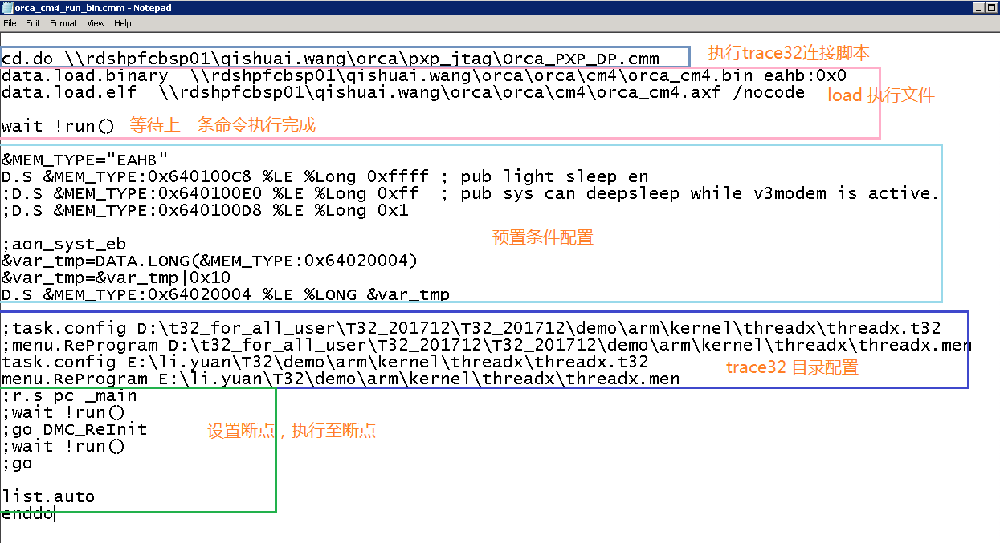 orca_cm4_run_bin.cmm - Notepad
File Edit Format View Help
cd.do \\rdshpfcbsp01\qishuai.wang\orca\pxp_jtag\Orca_PXP_DP.cmm 执行trace32连接脚本
data.load.binary \\rdshpfcbsp01\qishuai.wang\orca\orca\cm4\orca_cm4.bin eahb:0x0
data.load.elf \\rdshpfcbsp01\qishuai.wang\orca\orca\cm4\orca_cm4.axf /nocode load 执行文件
wait !run() 等待上一条命令执行完成
&MEM_TYPE="EAHB"
D.S &MEM_TYPE:0x640100C8 %LE %Long 0xffff ; pub light sleep en
;D.S &MEM_TYPE:0x640100E0 %LE %Long 0xff ; pub sys can deepsleep while v3modem is active.
;D.S &MEM_TYPE:0x640100D8 %LE %Long 0x1
预置条件配置
;aon_syst_eb
&var_tmp=DATA.LONG(&MEM_TYPE:0x64020004)
&var_tmp=&var_tmp|0x10
D.S &MEM_TYPE:0x64020004 %LE %LONG &var_tmp
;task.config D:\t32_for_all_user\T32_201712\T32_201712\demo\arm\kernel\threadx\threadx.t32
;menu.ReProgram D:\t32_for_all_user\T32_201712\T32_201712\demo\arm\kernel\threadx\threadx.men
task.config E:\li.yuan\T32\demo\arm\kernel\threadx\threadx.t32
menu.ReProgram E:\li.yuan\T32\demo\arm\kernel\threadx\threadx.men trace32 目录配置
;r.s pc _main
;wait !run()
;go DMC_ReInit 设置断点，执行至断点
;wait !run()
;go
list.auto
enddo